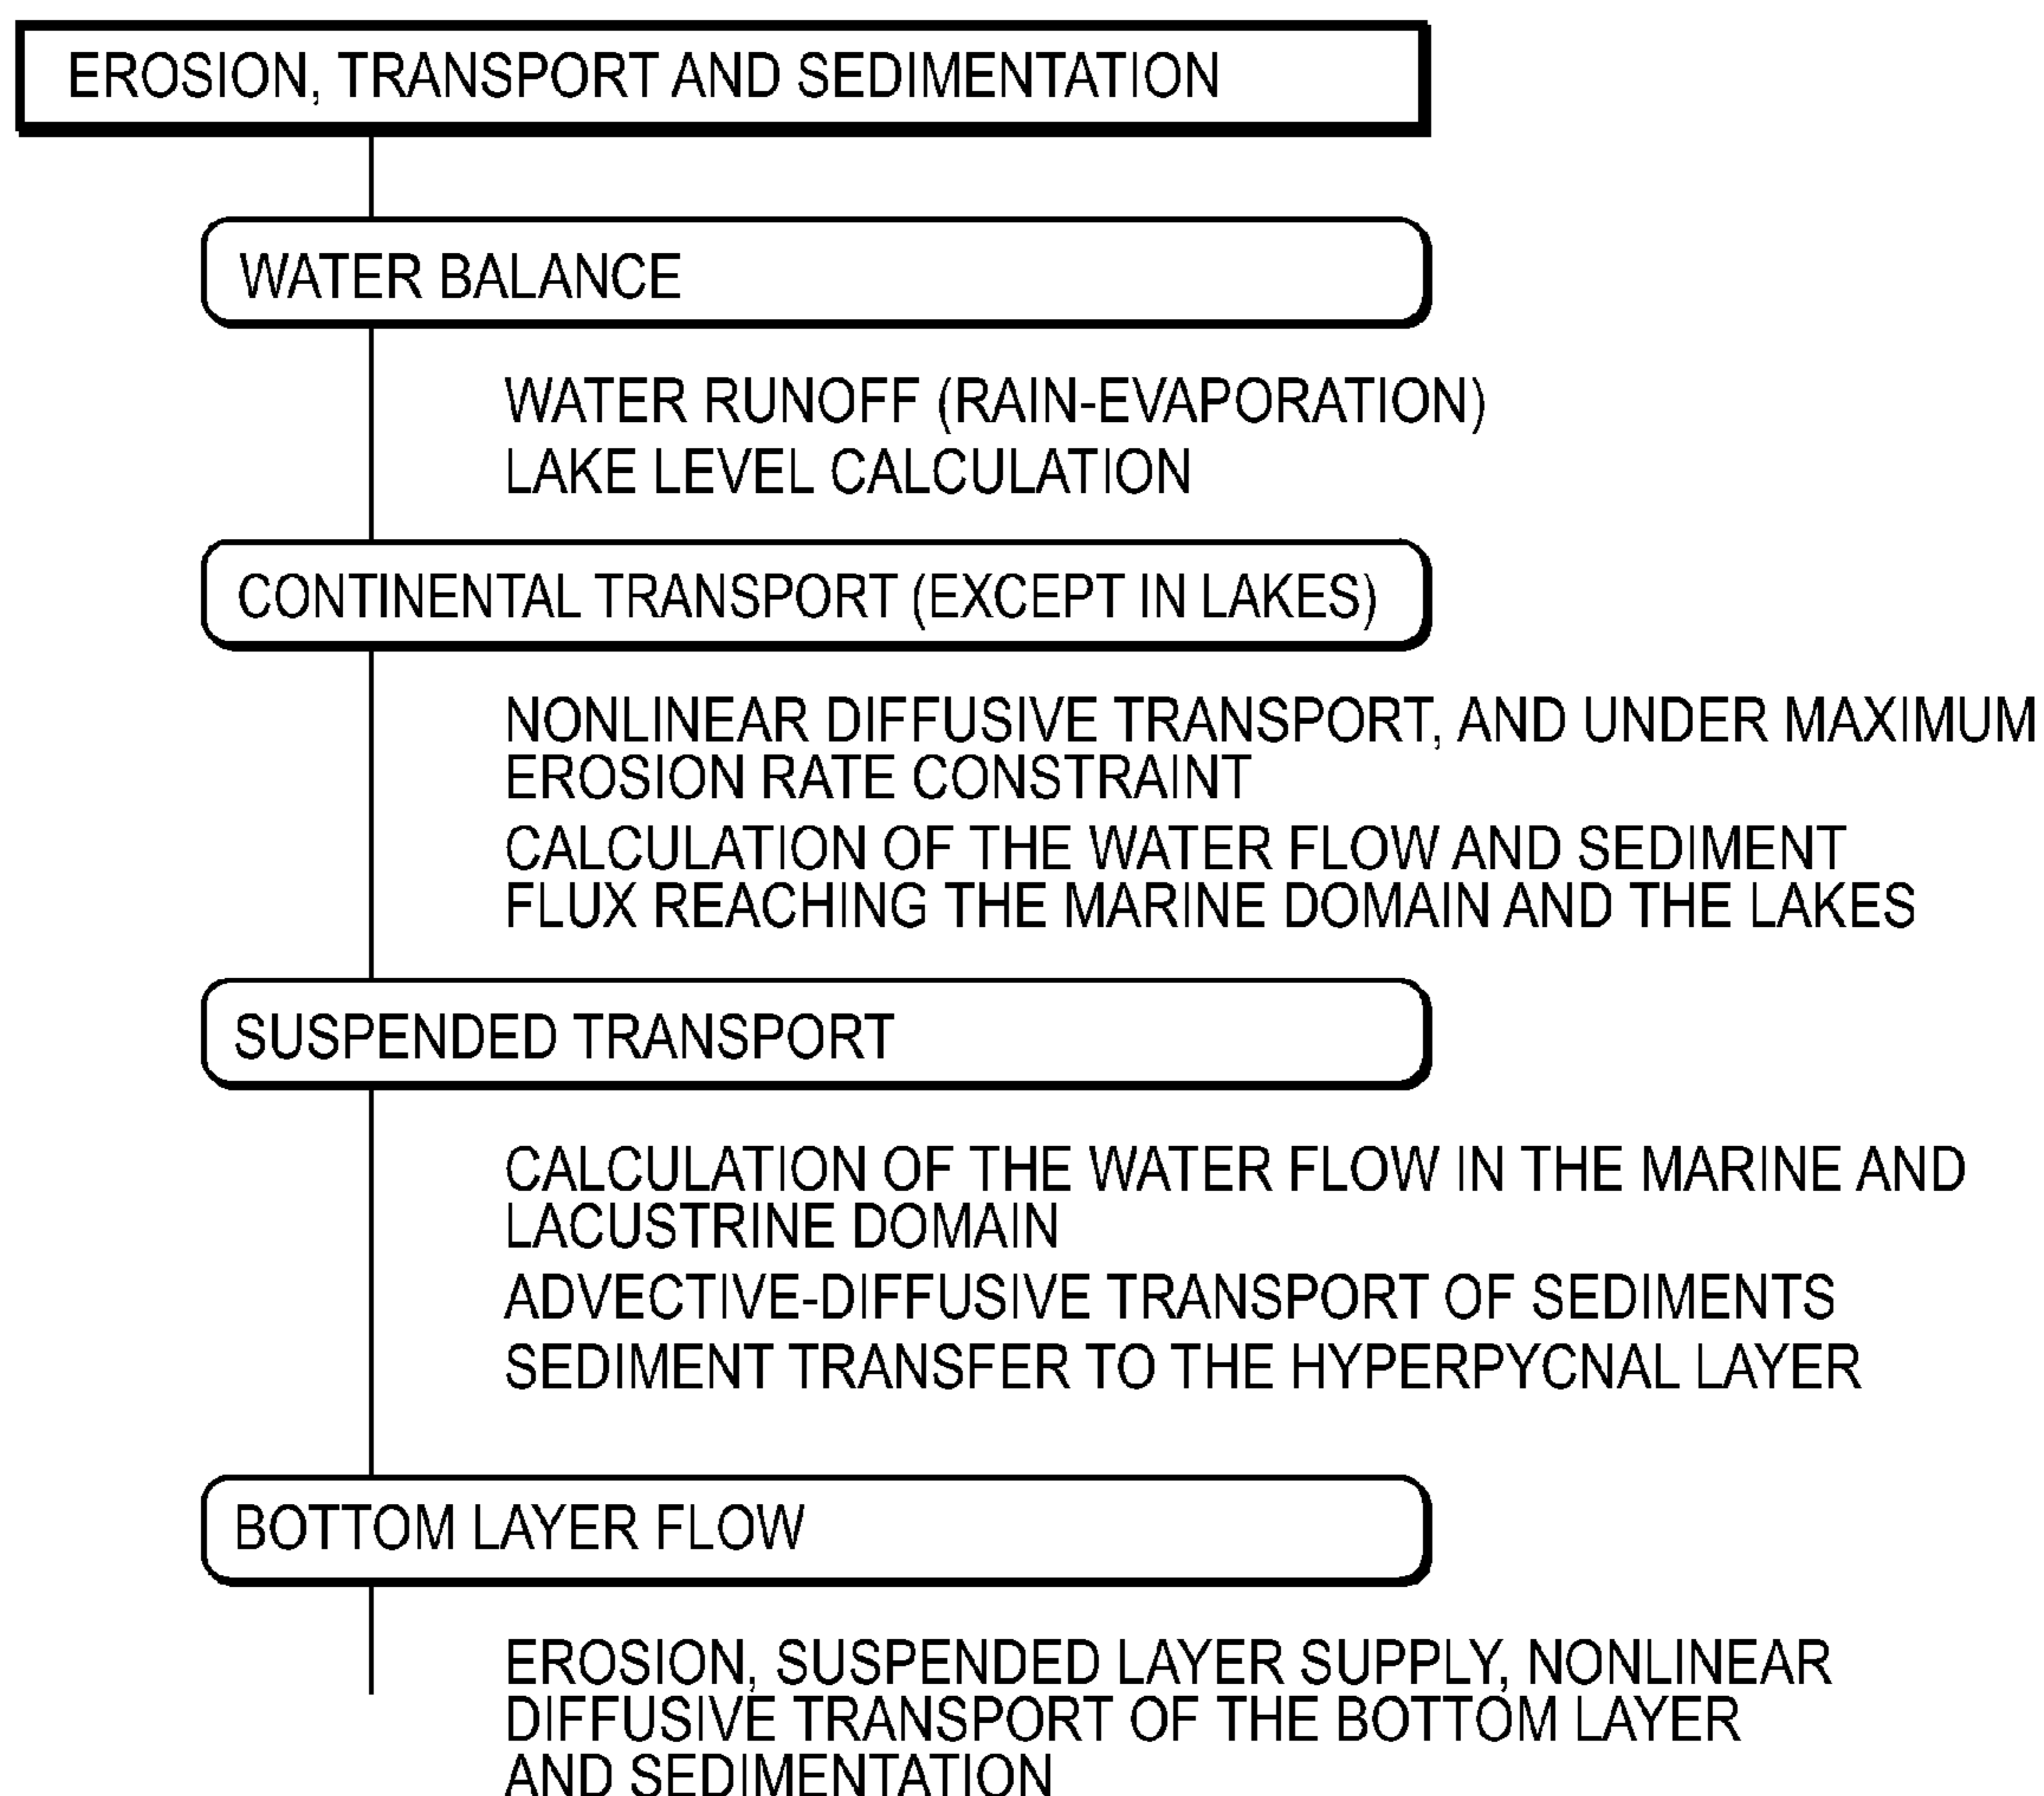 EROSION, TRANSPORT AND SEDIMENTATION
WATER BALANCE
WATER RUNOFF (RAIN-EVAPORATION)
LAKE LEVEL CALCULATION
CONTINENTAL TRANSPORT (EXCEPT IN LAKES)
NONLINEAR DIFFUSIVE TRANSPORT, AND UNDER MAXIMUM
EROSION RATE CONSTRAINT
CALCULATION OF THE WATER FLOW AND SEDIMENT
FLUX REACHING THE MARINE DOMAIN AND THE LAKES
SUSPENDED TRANSPORT
CALCULATION OF THE WATER FLOW IN THE MARINE AND
LACUSTRINE DOMAIN
ADVECTIVE-DIFFUSIVE TRANSPORT OF SEDIMENTS
SEDIMENT TRANSFER TO THE HYPERPYCNAL LAYER
BOTTOM LAYER FLOW
EROSION, SUSPENDED LAYER SUPPLY, NONLINEAR
DIFFUSIVE TRANSPORT OF THE BOTTOM LAYER
AND SEDIMENTATION